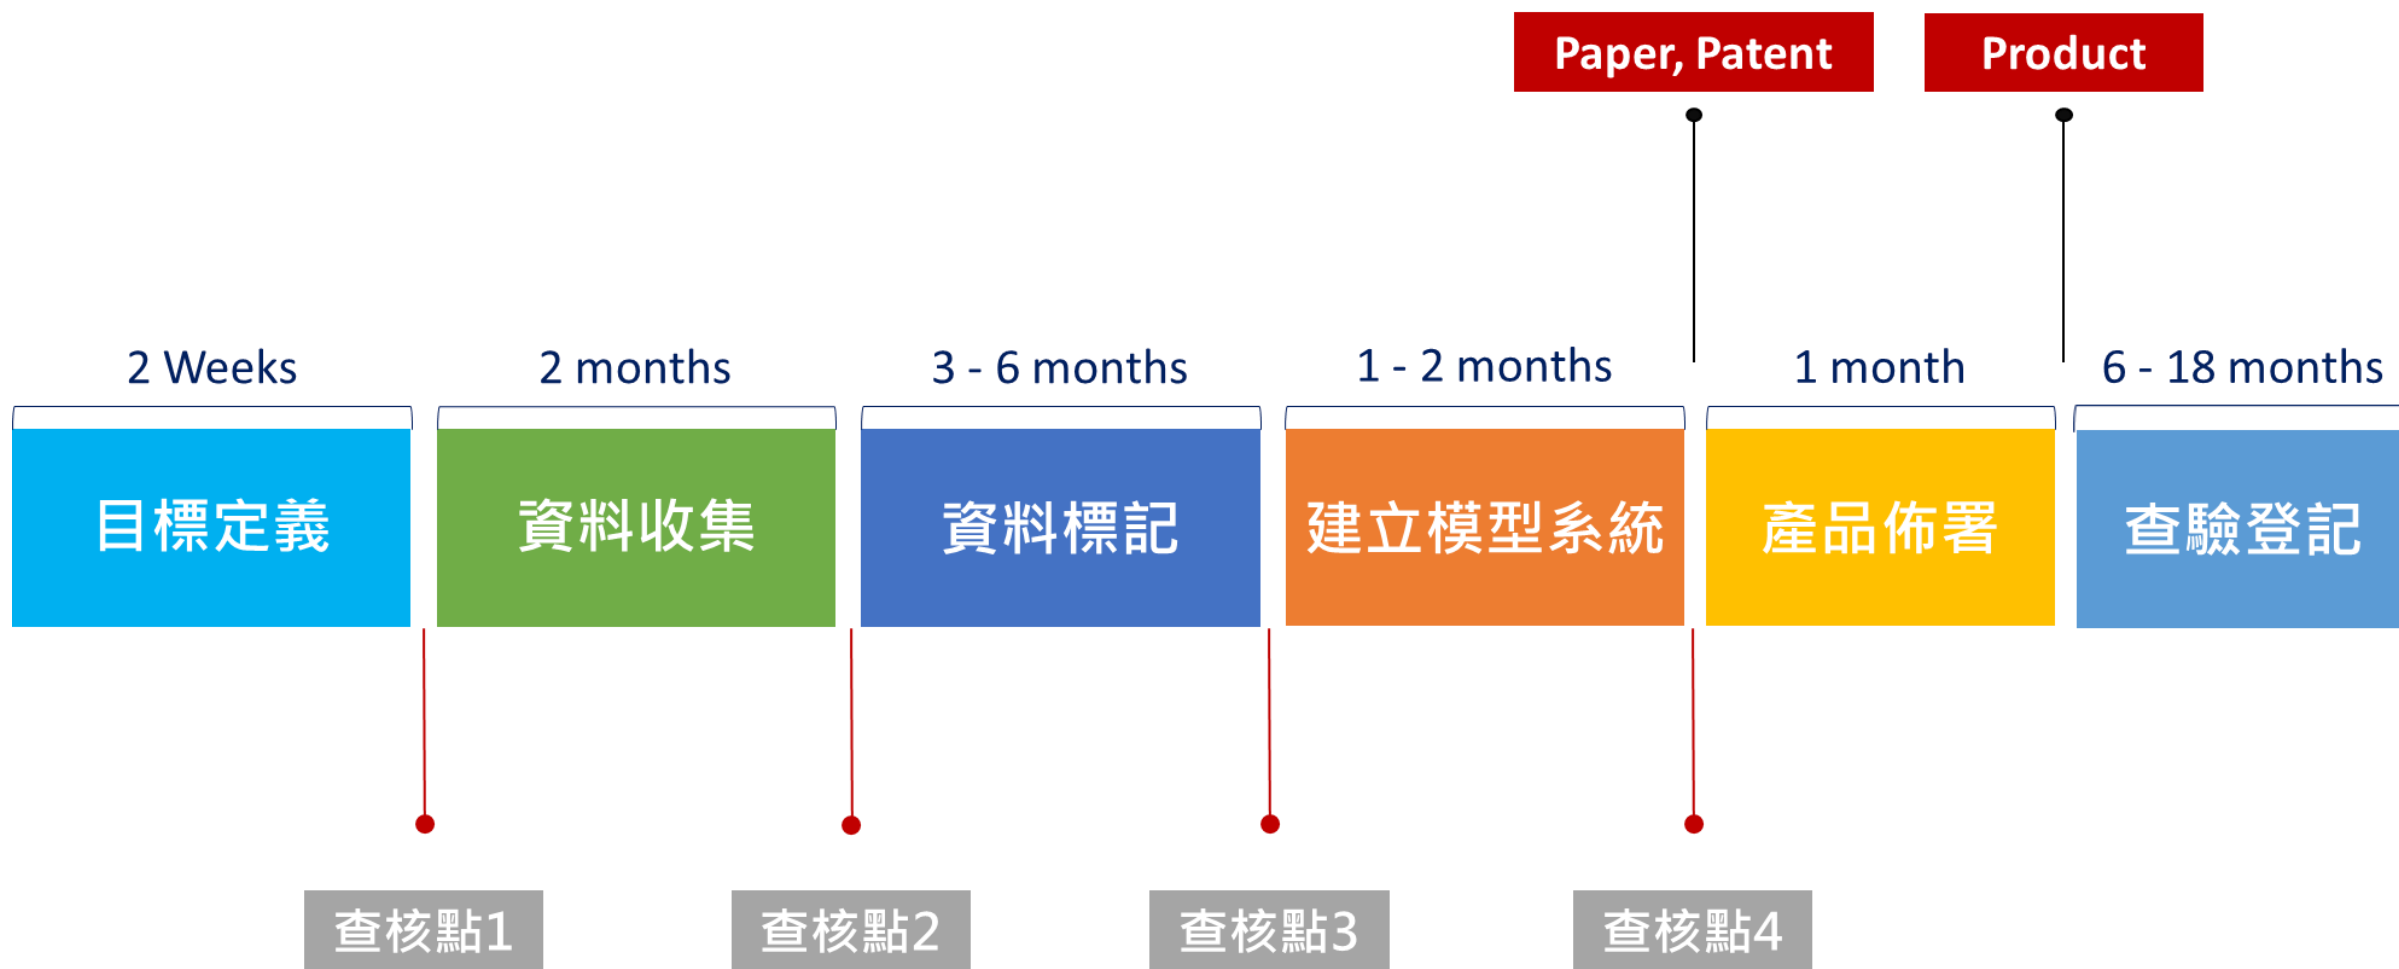 Paper, Patent
Product
2 Weeks
2 months
3 - 6 months
1 - 2 months
1 month
6 - 18 months
目標定義
資料收集
資料標記
建立模型系統
產品佈署
查驗登記
查核點1
查核點2
查核點3
查核點4